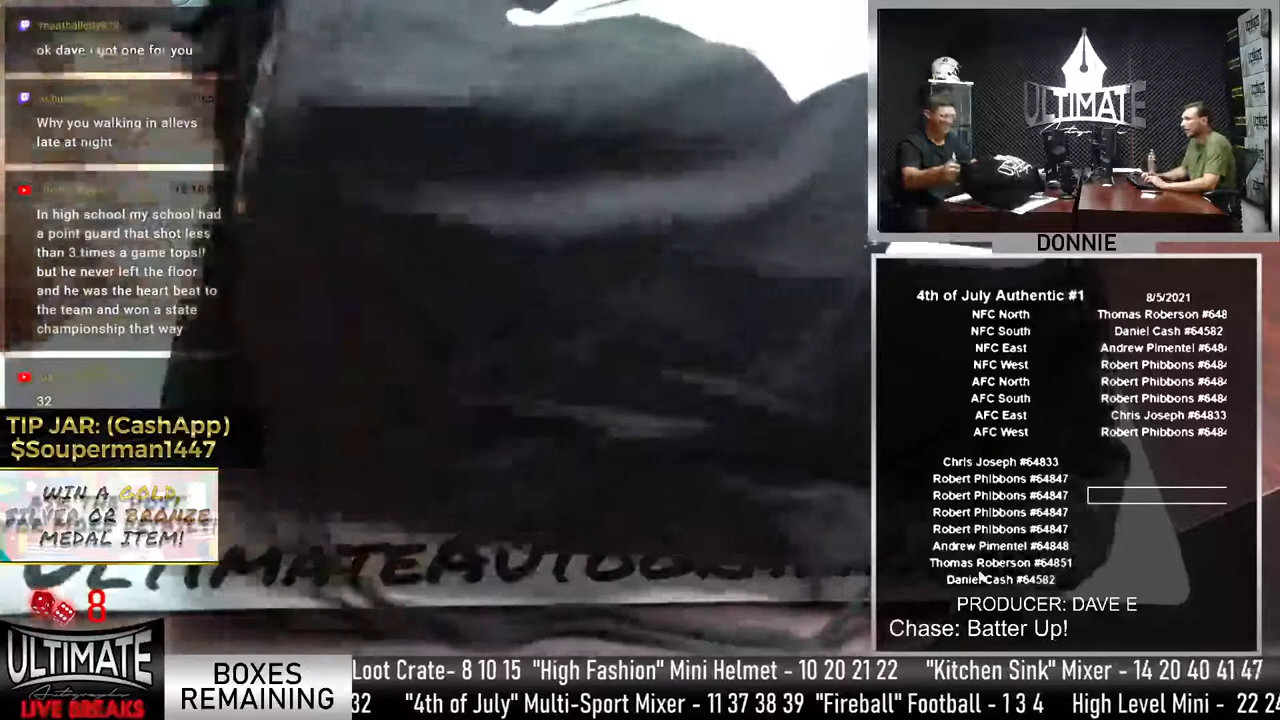 ok dave i got one for you
Why you walking in alleys
late at night
In high school my school had
a point guard that shot less
than 3 times a game tops!!
but he never left the floor
and he was the heart beat to
the team and won a state
championship that way
32
TIP JAR: (CashApp)
$Souperman1447
WIN A GOLD,
SILVER OR BRONZE
MEDAL ITEM!
8
ULTIMATE
Autographs
LIVE BREAKS
BOXES
REMAINING
ULTIMATE
DONNIE
4th of July Authentic #1 8/5/2021
NFC North Thomas Roberson #648
NFC South Daniel Cash #64582
NFC East Andrew Pimentel #648
NFC West Robert Phibbons #648
AFC North Robert Phibbons #648
AFC South Robert Phibbons #648
AFC East Chris Joseph #64833
AFC West Robert Phibbons #648
Chris Joseph #64833
Robert Phibbons #64847
Robert Phibbons #64847
Robert Phibbons #64847
Robert Phibbons #64847
Andrew Pimentel #64848
Thomas Roberson #64851
Daniel Cash #64582
PRODUCER: DAVE E
Chase: Batter Up!
Loot Crate- 8 10 15 "High Fashion" Mini Helmet - 10 20 21 22 "Kitchen Sink" Mixer - 14 20 40 41 47
32 "4th of July" Multi-Sport Mixer - 11 37 38 39 "Fireball" Football - 1 3 4 High Level Mini - 22 24